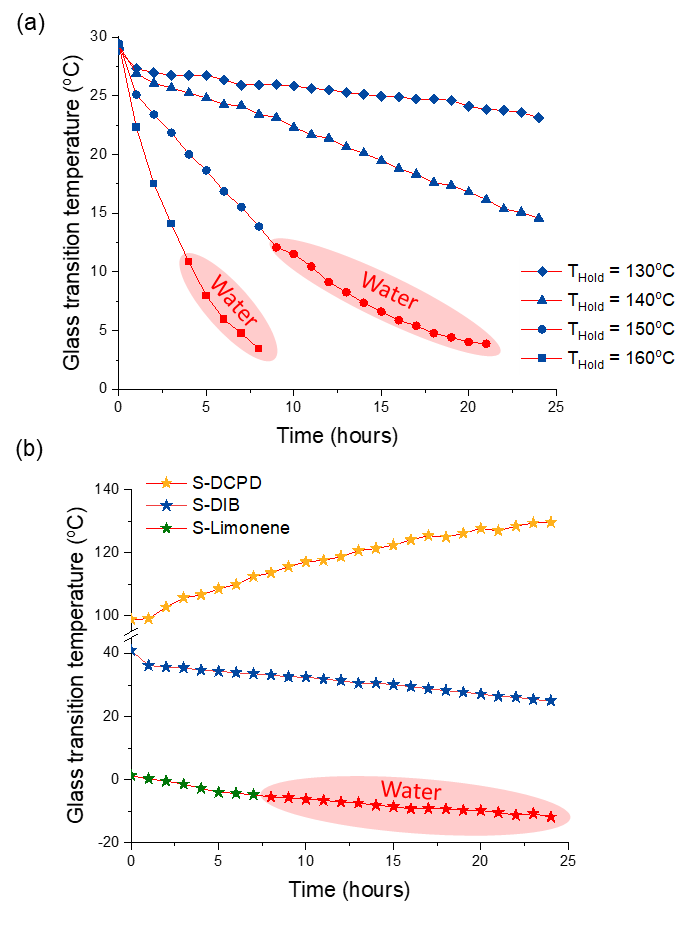 (a)
Glass transition temperature (°C)
30
25
20
15
10
5
0
0 5 10 15 20 25
Time (hours)
Water
Water
T_Hold = 130°C
T_Hold = 140°C
T_Hold = 150°C
T_Hold = 160°C
(b)
Glass transition temperature (°C)
S-DCPD
S-DIB
S-Limonene
140
120
100
40
20
0
-20
Water
0 5 10 15 20 25
Time (hours)